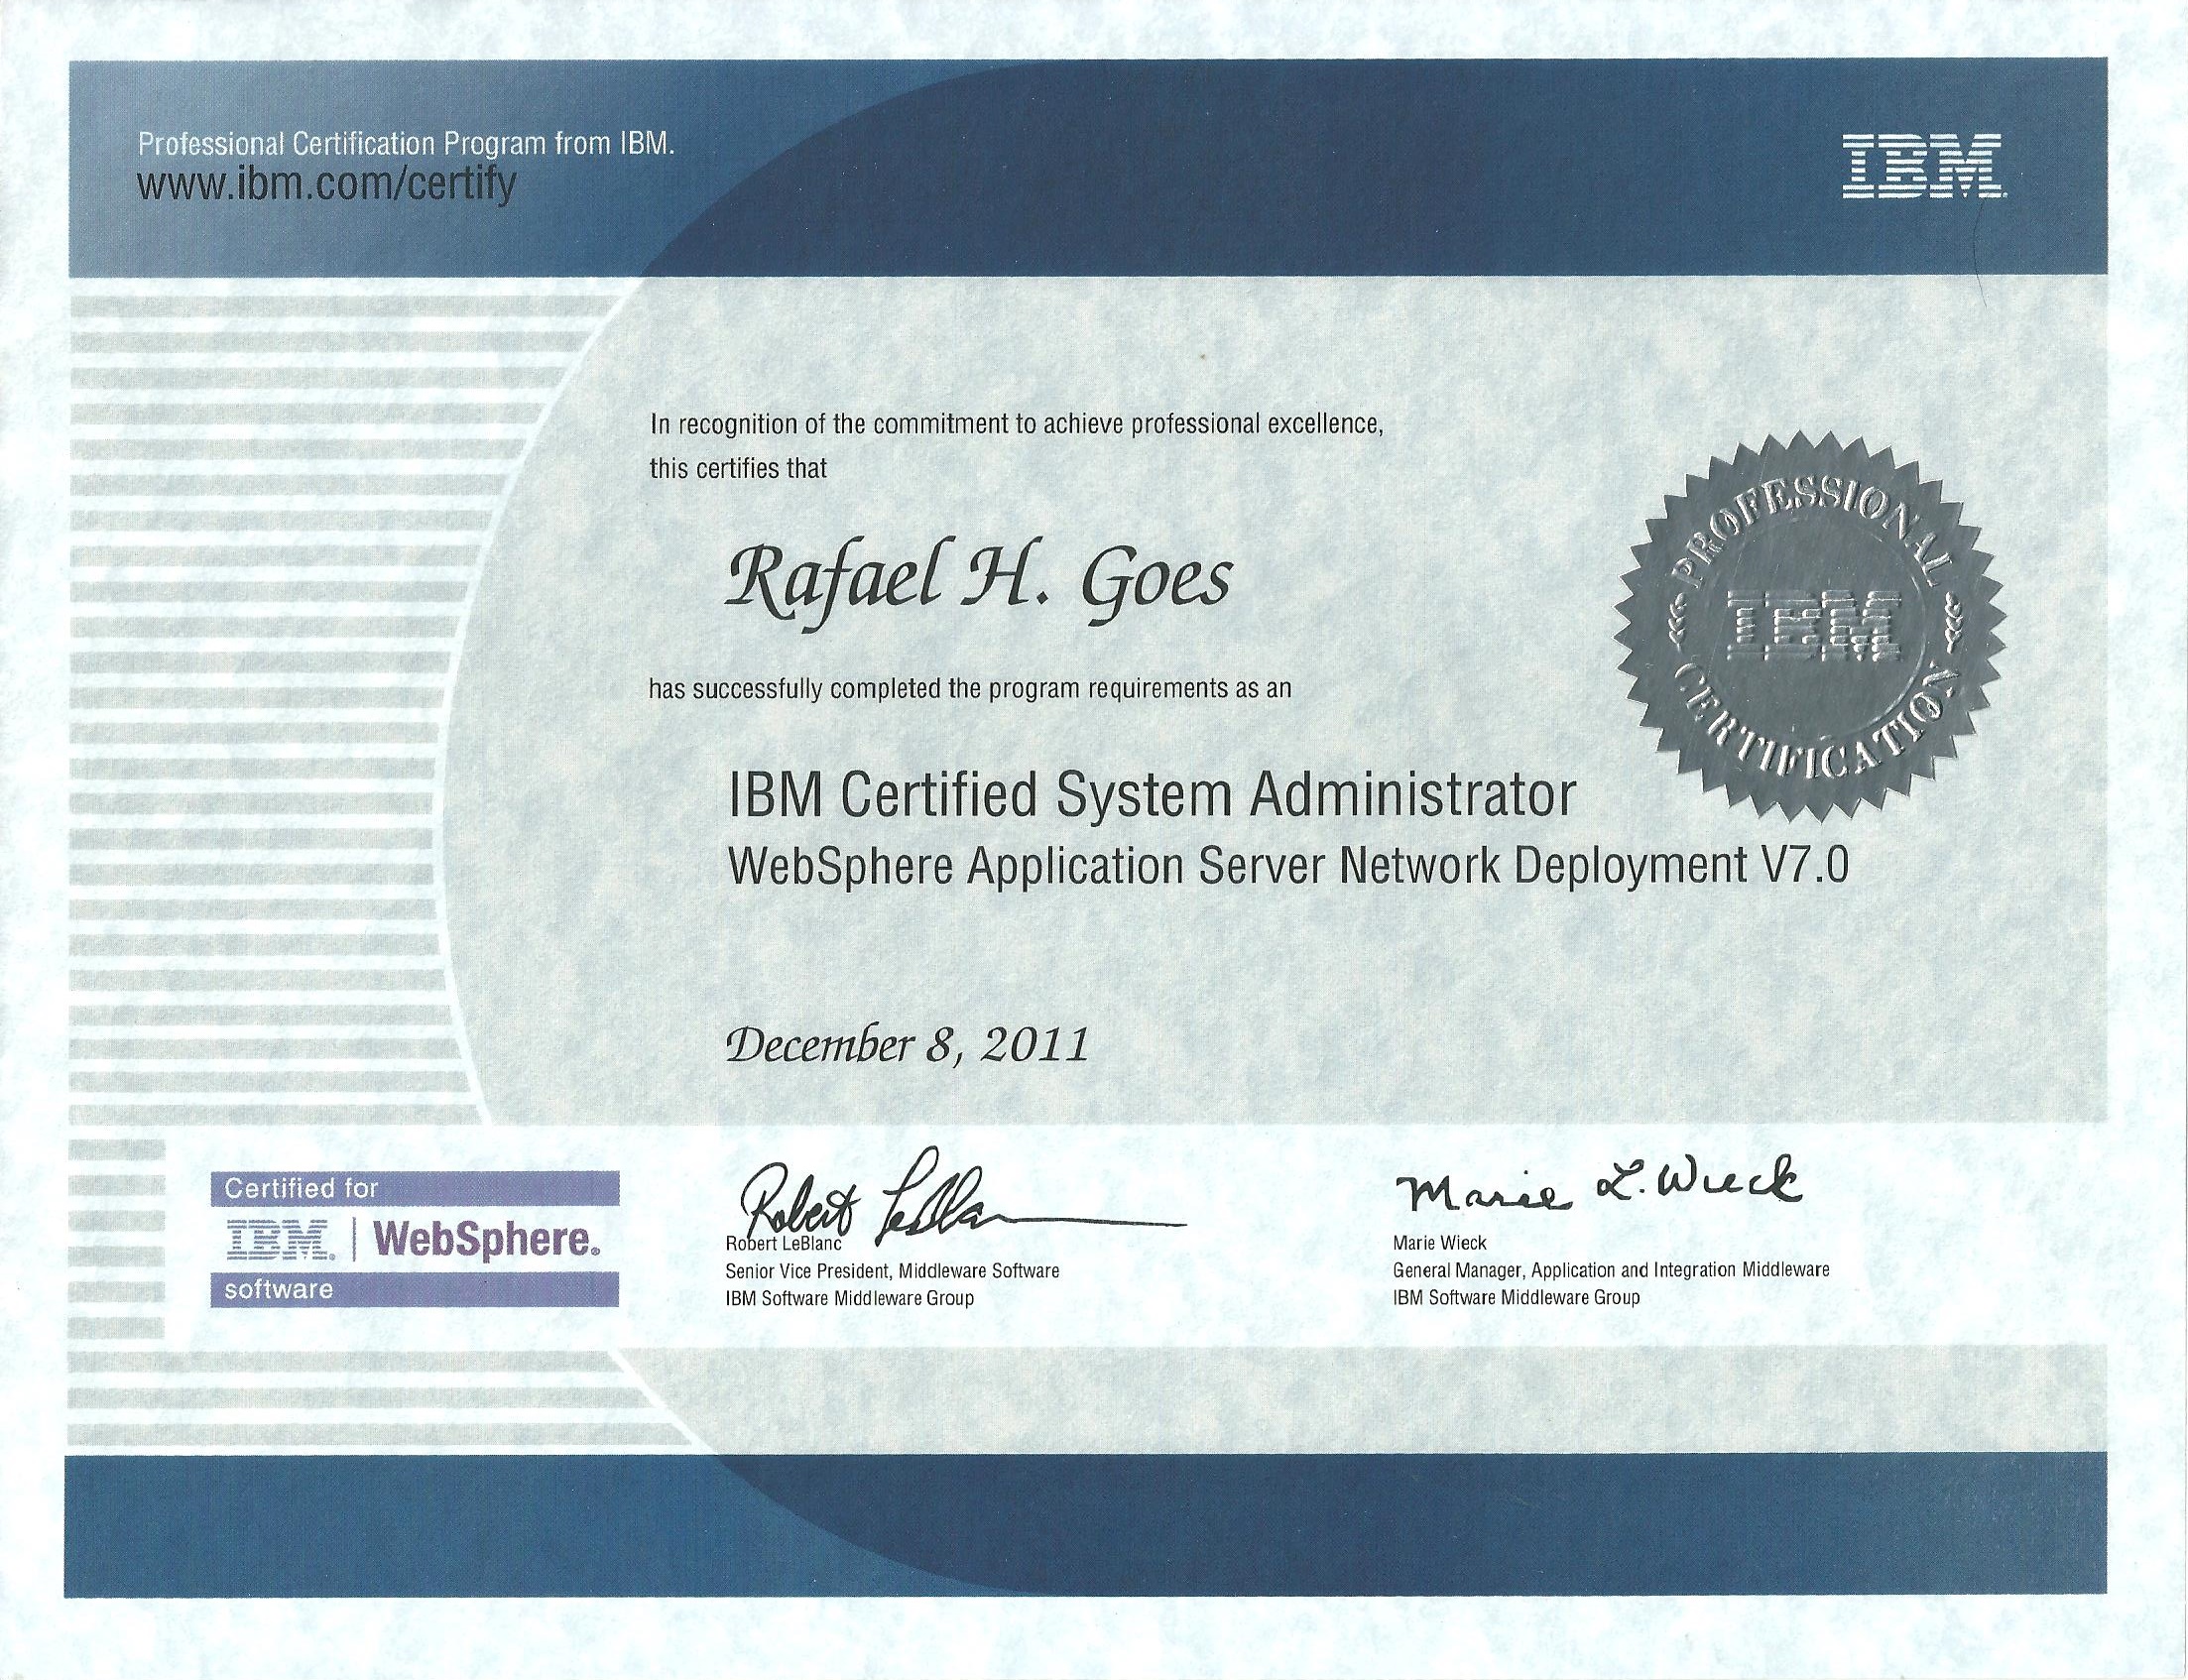 Professional Certification Program from IBM.
www.ibm.com/certify
IBM.
In recognition of the commitment to achieve professional excellence,
this certifies that
Rafael H. Goes
has successfully completed the program requirements as an
PROFESSIONAL
IBM
CERTIFICATION
IBM Certified System Administrator
WebSphere Application Server Network Deployment V7.0
December 8, 2011
Certified for
IBM. | WebSphere.
software
Robert LeBlanc
Robert LeBlanc
Senior Vice President, Middleware Software
IBM Software Middleware Group
Marie L. Wieck
Marie Wieck
General Manager, Application and Integration Middleware
IBM Software Middleware Group